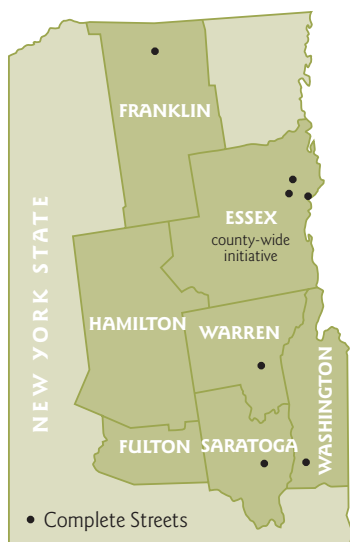 FRANKLIN
ESSEX
county-wide
initiative
NEW YORK STATE
HAMILTON
WARREN
WASHINGTON
FULTON
SARATOGA
• Complete Streets